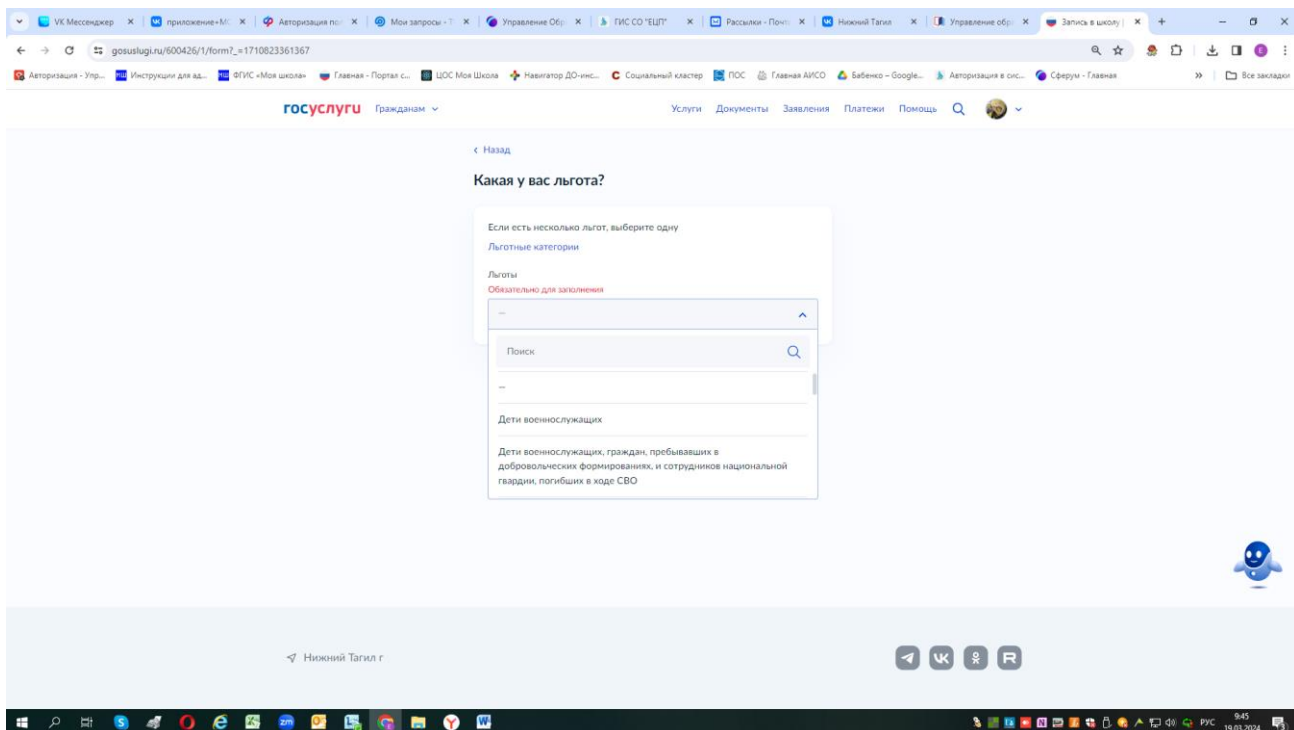 VK Мессенджер
приложение+М
Авторизация по
Мои запросы - Т
Управление Обр
ГИС СО "ЕЦП"
Рассылки - Почт
Нижний Тагил
Управление обр
Запись в школу |
gosuslugi.ru/600426/1/form?_=1710823361367
Авторизация - Упр...
Инструкции для ад...
ФГИС «Моя школа»
Главная - Портал с...
ЦОС Моя Школа
Навигатор ДО-инс...
Социальный кластер
ПОС
Главная АИСО
Бабенко – Google...
Авторизация в сис...
Сферум - Главная
Все закладки
госуслуги Гражданам
Услуги Документы Заявления Платежи Помощь
Назад
Какая у вас льгота?
Если есть несколько льгот, выберите одну
Льготные категории
Льготы
Обязательно для заполнения
—
Поиск
—
Дети военнослужащих
Дети военнослужащих, граждан, пребывавших в
добровольческих формированиях, и сотрудников национальной
гвардии, погибших в ходе СВО
Нижний Тагил г
РУС
9:45
19.03.2024